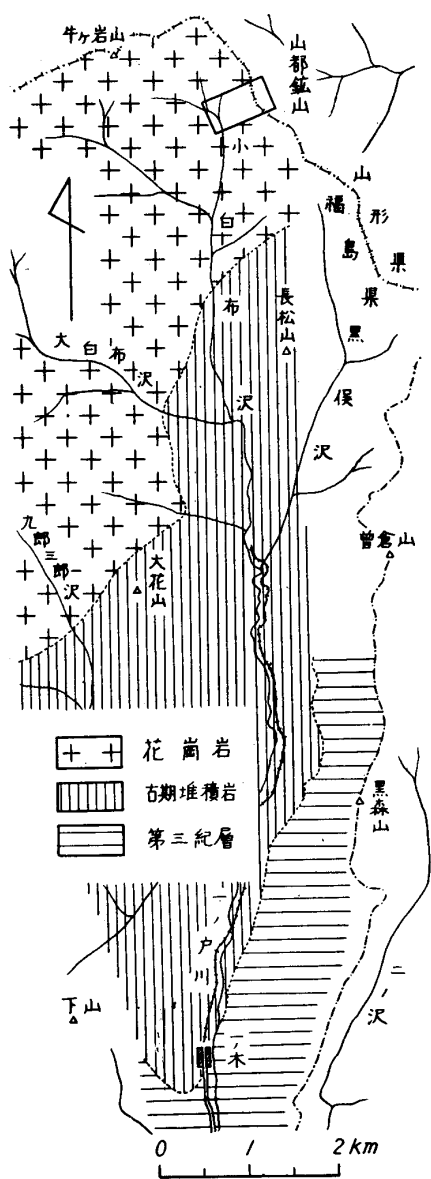 牛ヶ岩山
山都鉱山
小白布沢
山形県
福島県
長松山
大白布沢
黒俣沢
曽倉山
九郎三郎沢
大花山
花崗岩
古期堆積岩
第三紀層
黒森山
一ノ戸川
二ノ沢
下山
一ノ木
0 1 2 km